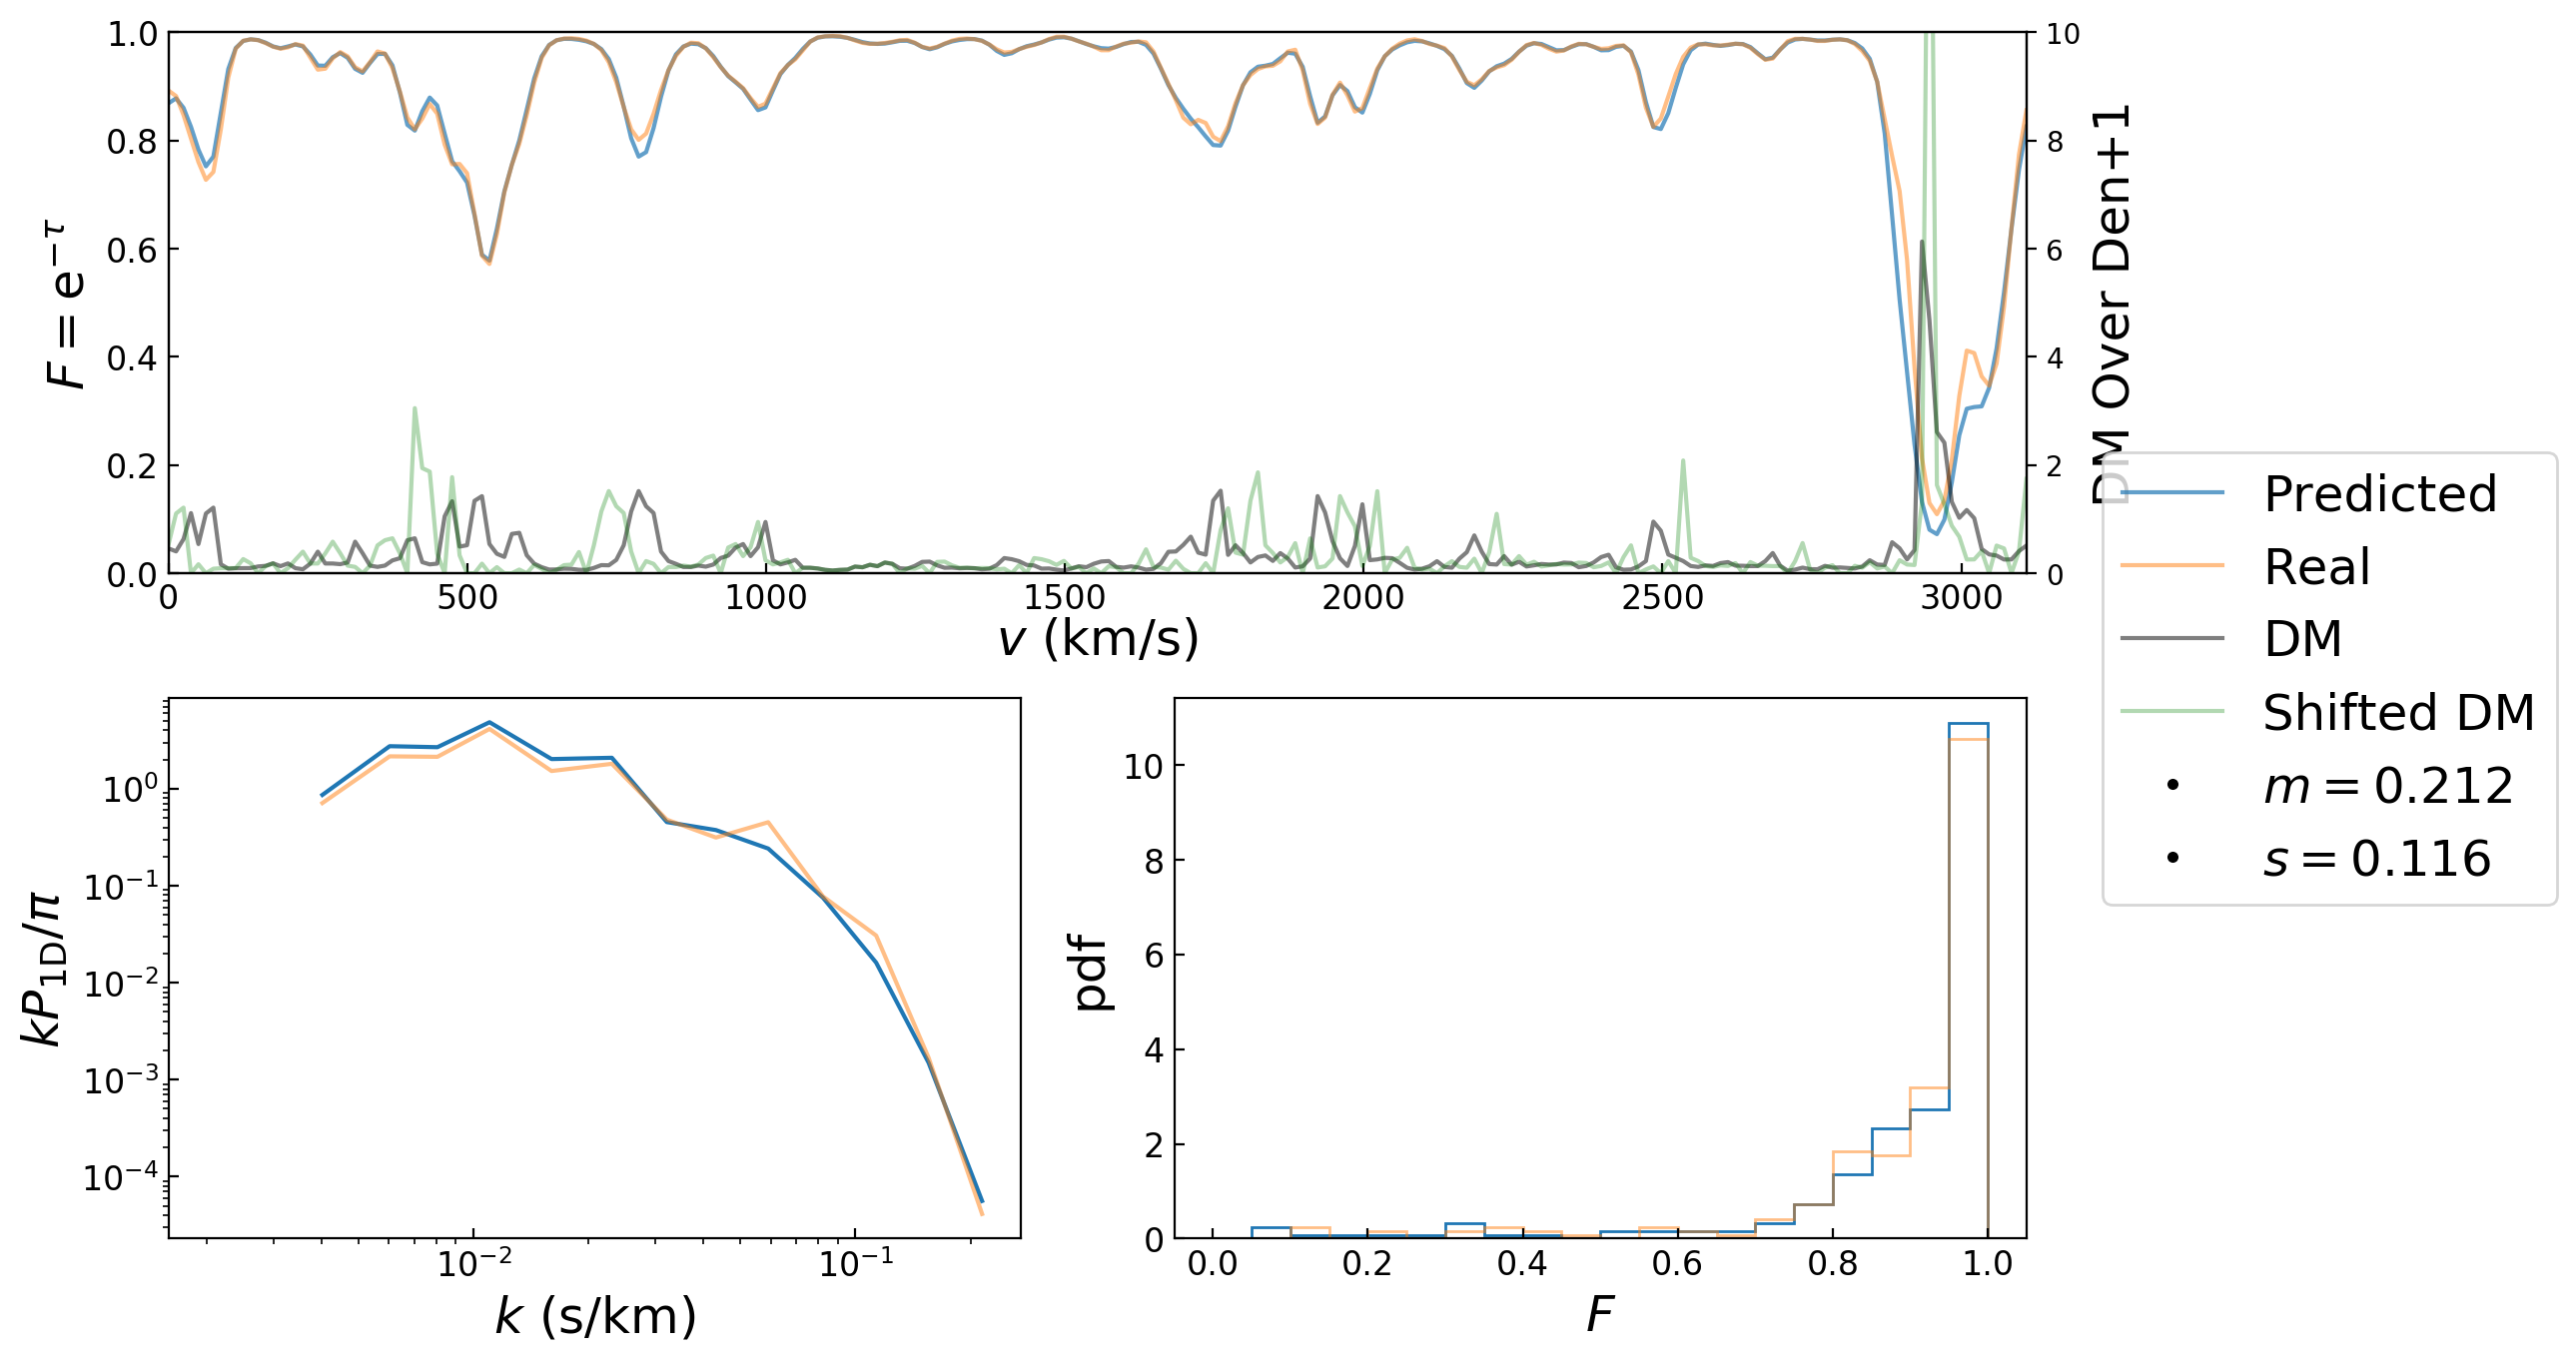 1.0
0.8
0.6
0.4
0.2
0.0
F = e^{-τ}
10
8
6
4
2
0
DM Over Den+1
0 500 1000 1500 2000 2500 3000
v (km/s)
Predicted
Real
DM
Shifted DM
m = 0.212
s = 0.116
10^0
10^{-1}
10^{-2}
10^{-3}
10^{-4}
kP_{1D}/π
10^{-2} 10^{-1}
k (s/km)
10
8
6
4
2
0
pdf
0.0 0.2 0.4 0.6 0.8 1.0
F